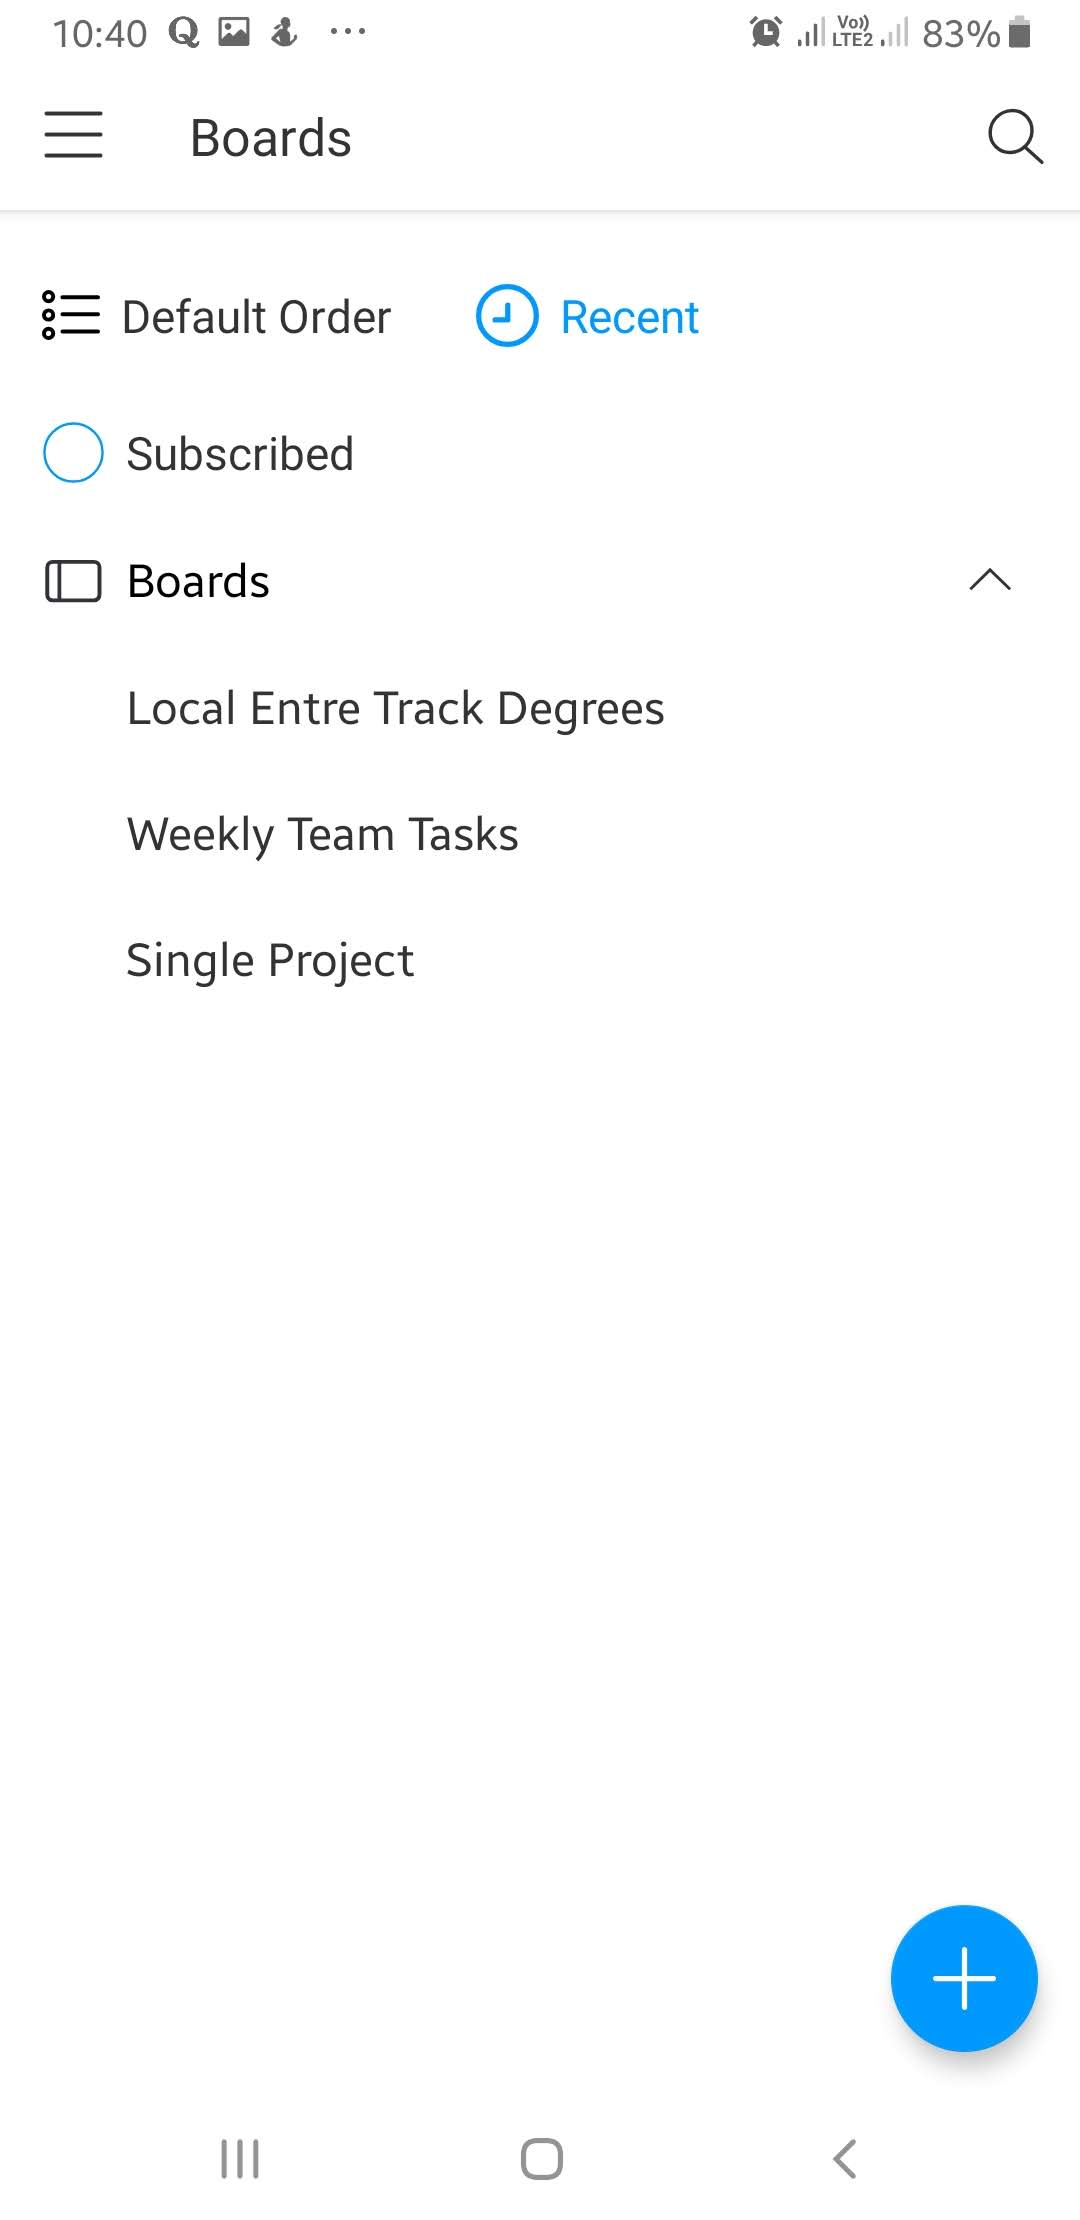 10:40 83%
Vo))
LTE2
Boards
Default Order Recent
Subscribed
Boards
Local Entre Track Degrees
Weekly Team Tasks
Single Project